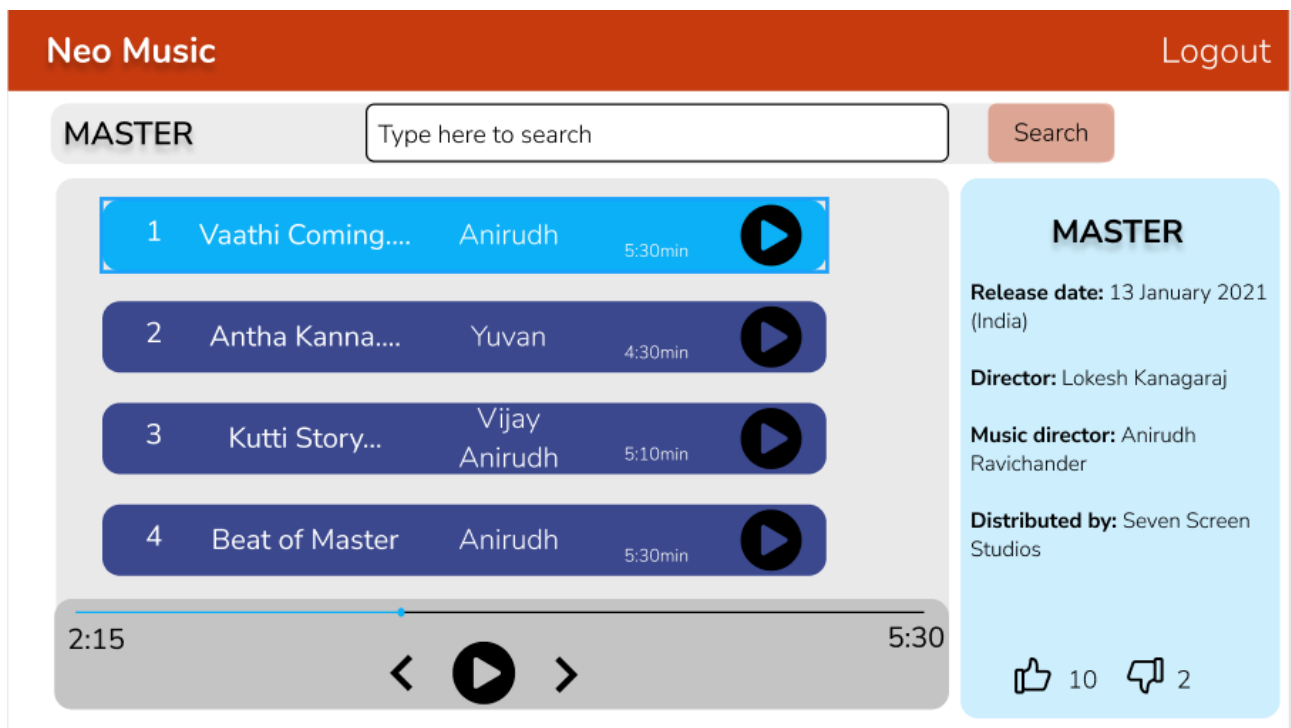 Neo Music
Logout
MASTER
Type here to search
Search
1 Vaathi Coming.... Anirudh 5:30min
2 Antha Kanna.... Yuvan 4:30min
3 Kutti Story... Vijay
Anirudh 5:10min
4 Beat of Master Anirudh 5:30min
2:15
5:30
MASTER
Release date: 13 January 2021
(India)
Director: Lokesh Kanagaraj
Music director: Anirudh
Ravichander
Distributed by: Seven Screen
Studios
10 2